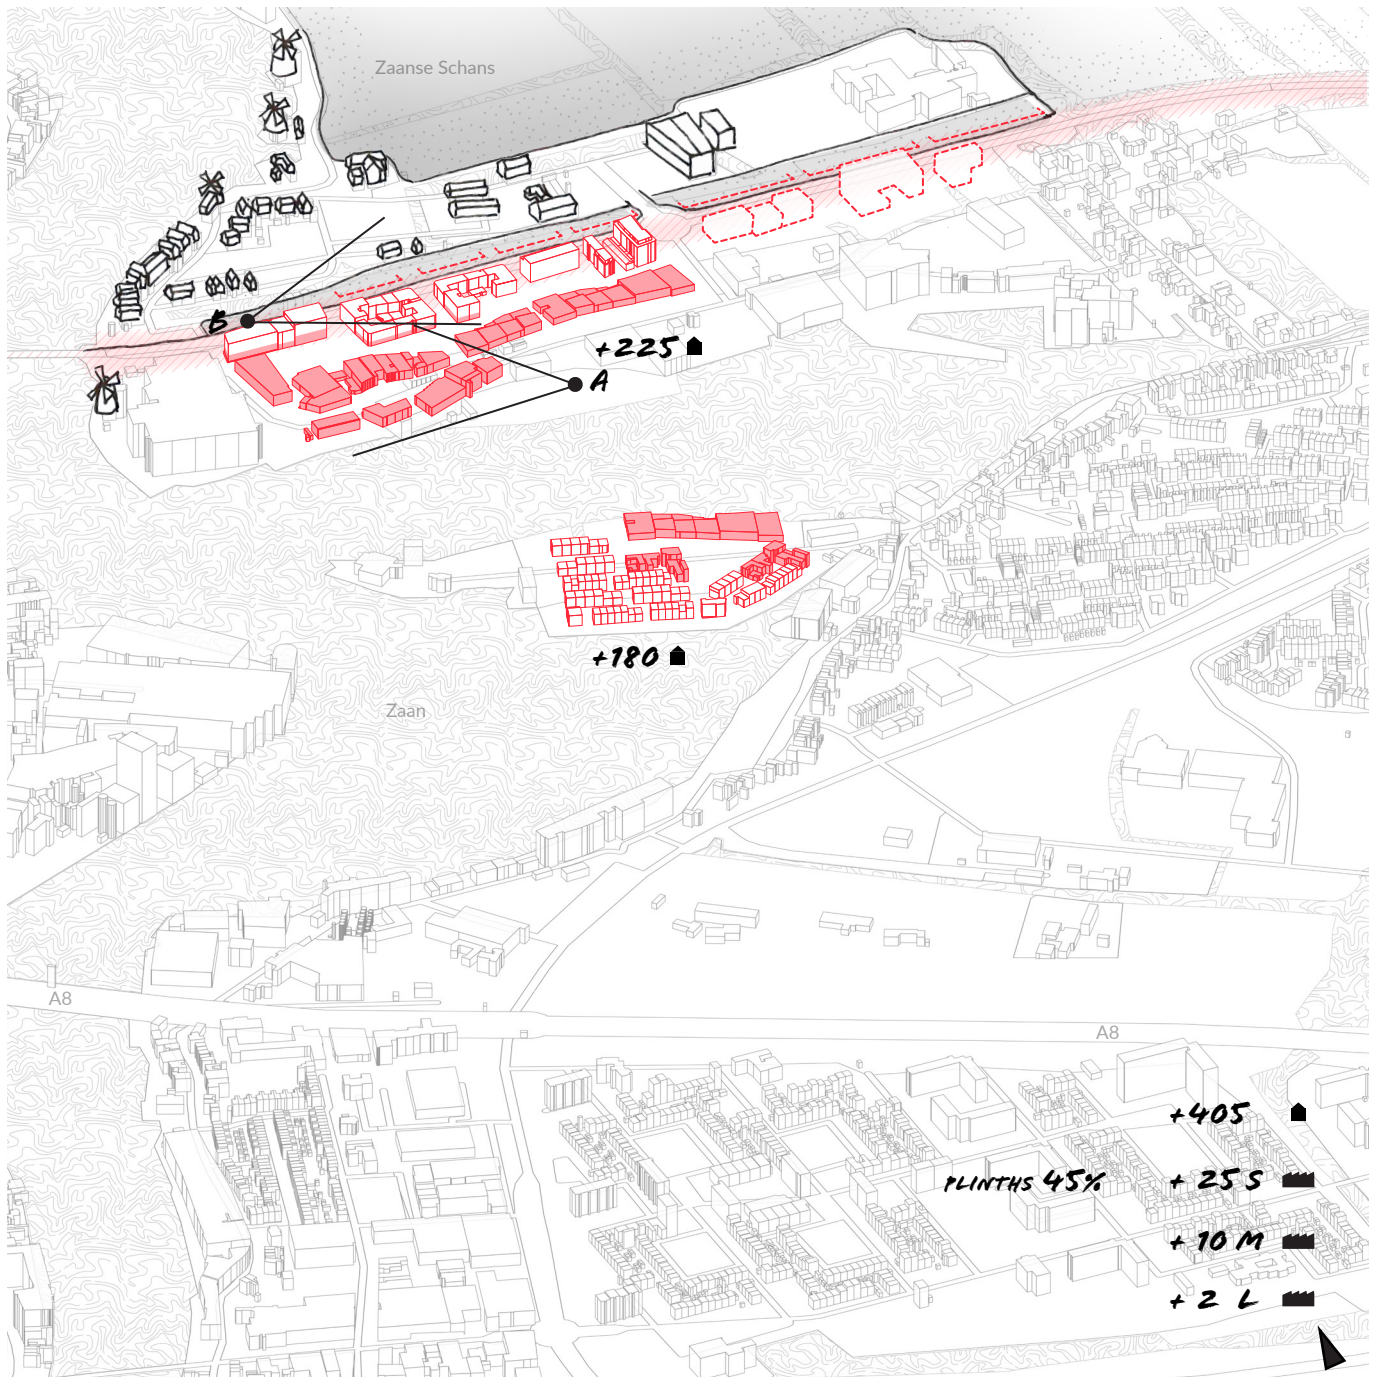 Zaanse Schans
B
+225
A
+180
Zaan
A8
A8
+405
PLINTHS 45% + 25 S
+ 10 M
+ 2 L